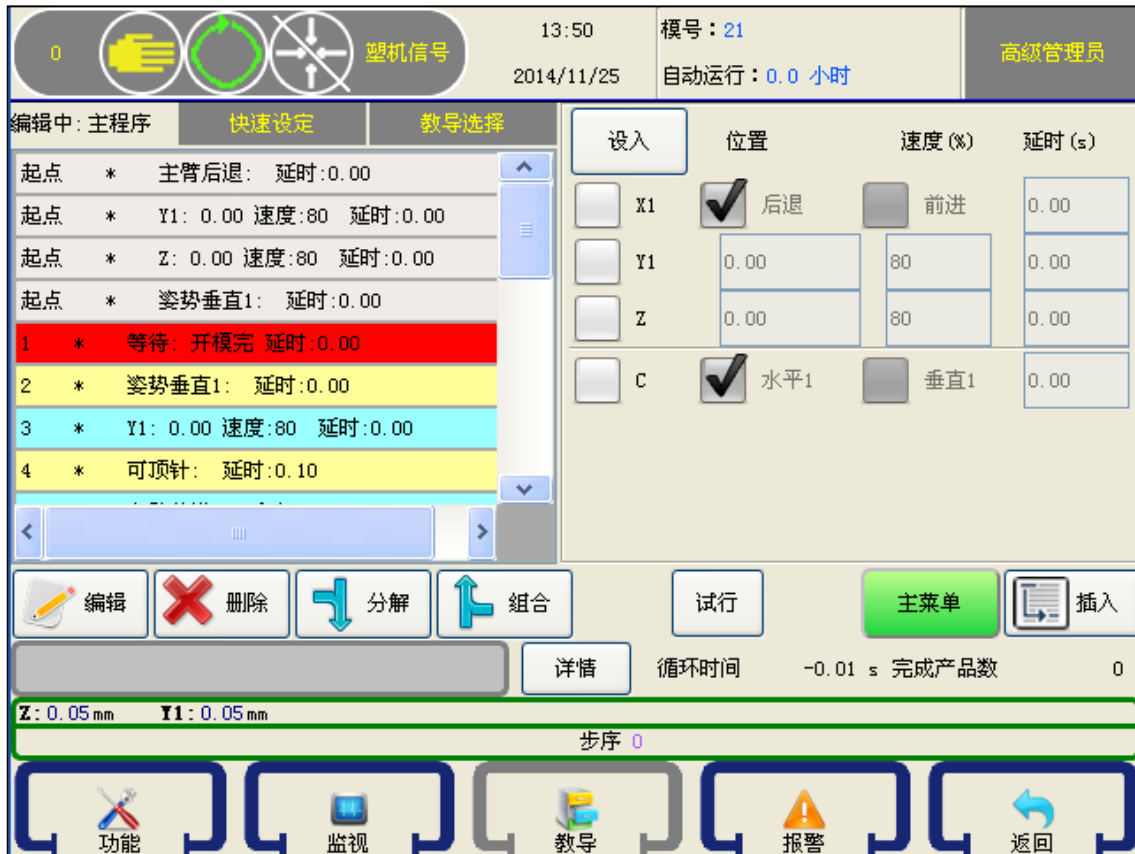 0 塑机信号 13:50 模号：21 高级管理员
2014/11/25 自动运行：0.0 小时
编辑中:主程序 快速设定 教导选择
起点 * 主臂后退: 延时:0.00
起点 * Y1: 0.00 速度:80 延时:0.00
起点 * Z: 0.00 速度:80 延时:0.00
起点 * 姿势垂直1: 延时:0.00
1 * 等待: 开模完 延时:0.00
2 * 姿势垂直1: 延时:0.00
3 * Y1: 0.00 速度:80 延时:0.00
4 * 可顶针: 延时:0.10
设入 位置 速度(%) 延时(s)
X1 后退 前进 0.00
Y1 0.00 80 0.00
Z 0.00 80 0.00
C 水平1 垂直1 0.00
编辑 删除 分解 组合 试行 主菜单 插入
详情 循环时间 -0.01 s 完成产品数 0
Z:0.05mm Y1:0.05mm
步序 0
功能 监视 教导 报警 返回